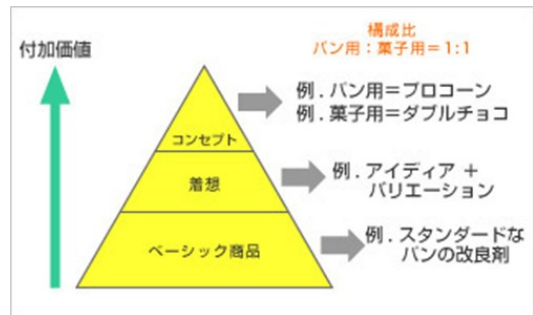 構成比
パン用：菓子用＝1：1
付加価値
例．パン用＝プロコーン
例．菓子用＝ダブルチョコ
コンセプト
例．アイディア ＋
バリエーション
着想
例．スタンダードな
パンの改良剤
ベーシック商品